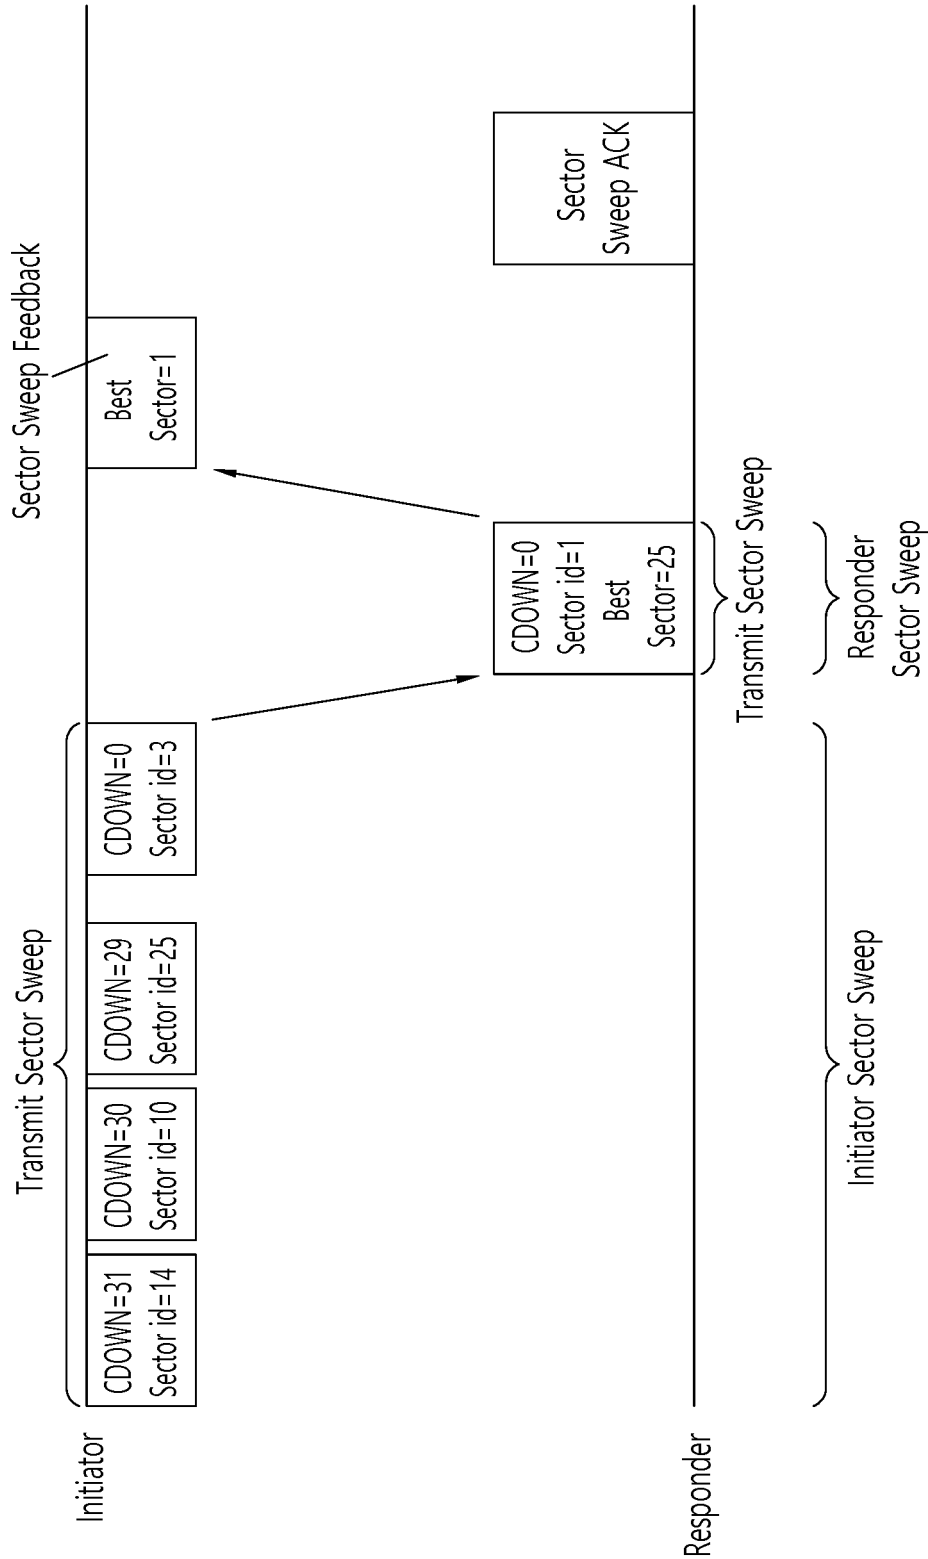 Transmit Sector Sweep
Sector Sweep Feedback
Initiator
CDOWN=31
Sector id=14
CDOWN=30
Sector id=10
CDOWN=29
Sector id=25
CDOWN=0
Sector id=3
Best
Sector=1
Responder
CDOWN=0
Sector id=1
Best
Sector=25
Sector
Sweep ACK
Transmit Sector Sweep
Initiator Sector Sweep
Responder
Sector Sweep